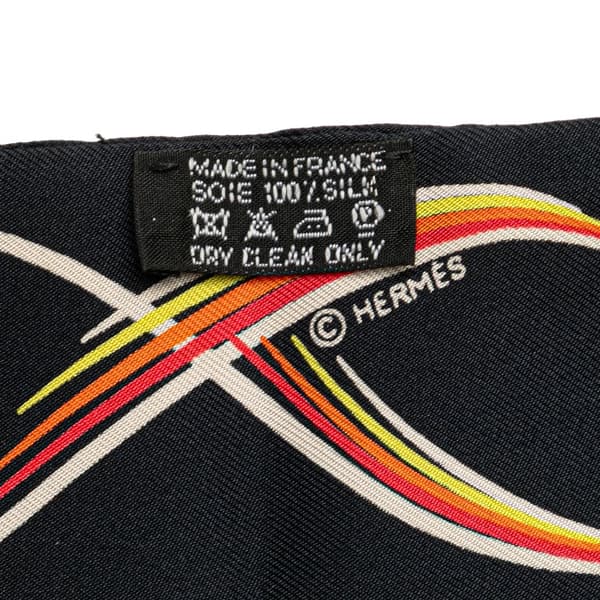 MADE IN FRANCE
SOIE 100% SILK
P
DRY CLEAN ONLY
© HERMÈS